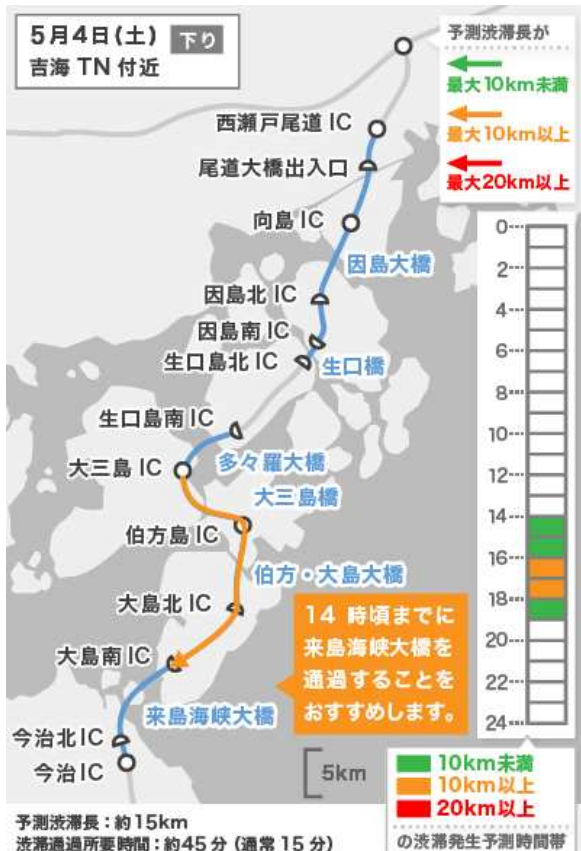 5月4日(土) 下り
吉海 TN 付近
予測渋滞長が
最大10km未満
最大10km以上
最大20km以上
西瀬戸尾道 IC
尾道大橋出入口
向島 IC
因島大橋
因島北 IC
因島南 IC
生口島北 IC
生口橋
生口島南 IC
多々羅大橋
大三島 IC
大三島橋
伯方島 IC
伯方・大島大橋
大島北 IC
14 時頃までに
来島海峡大橋を
通過することを
おすすめします。
大島南 IC
来島海峡大橋
今治北 IC
今治 IC
5km
0
2
4
6
8
10
12
14
16
18
20
22
24
10km未満
10km以上
20km以上
の渋滞発生予測時間帯
予測渋滞長：約15km
渋滞通過所要時間：約45 分 (通常 15 分)